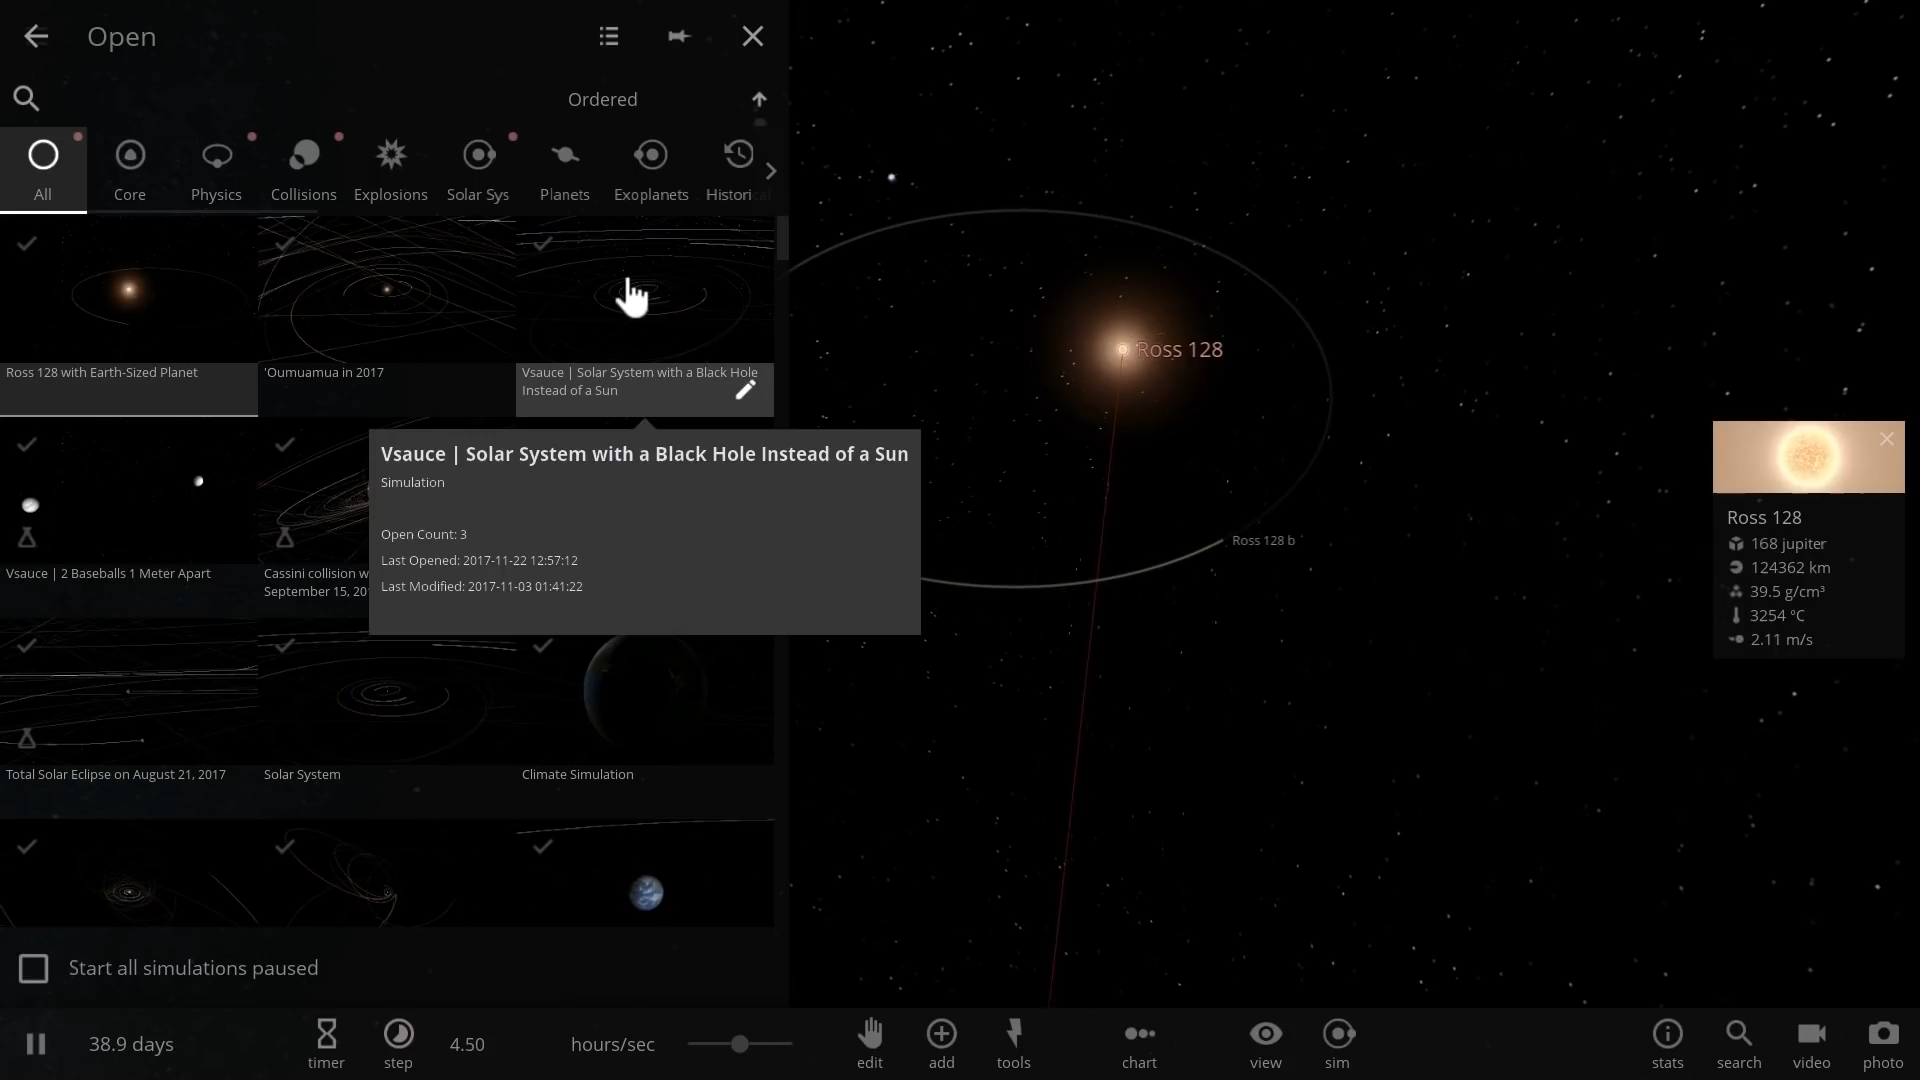 Open
Ordered
All
Core
Physics
Collisions
Explosions
Solar Sys
Planets
Exoplanets
Historical
Ross 128 with Earth-Sized Planet
'Oumuamua in 2017
Vsauce | Solar System with a Black Hole
Instead of a Sun
Vsauce | Solar System with a Black Hole Instead of a Sun
Simulation
Open Count: 3
Last Opened: 2017-11-22 12:57:12
Last Modified: 2017-11-03 01:41:22
Vsauce | 2 Baseballs 1 Meter Apart
Cassini collision w
September 15, 20
Total Solar Eclipse on August 21, 2017
Solar System
Climate Simulation
Start all simulations paused
Ross 128
Ross 128 b
Ross 128
168 jupiter
124362 km
39.5 g/cm³
3254 °C
2.11 m/s
38.9 days
timer
step
4.50
hours/sec
edit
add
tools
chart
view
sim
stats
search
video
photo